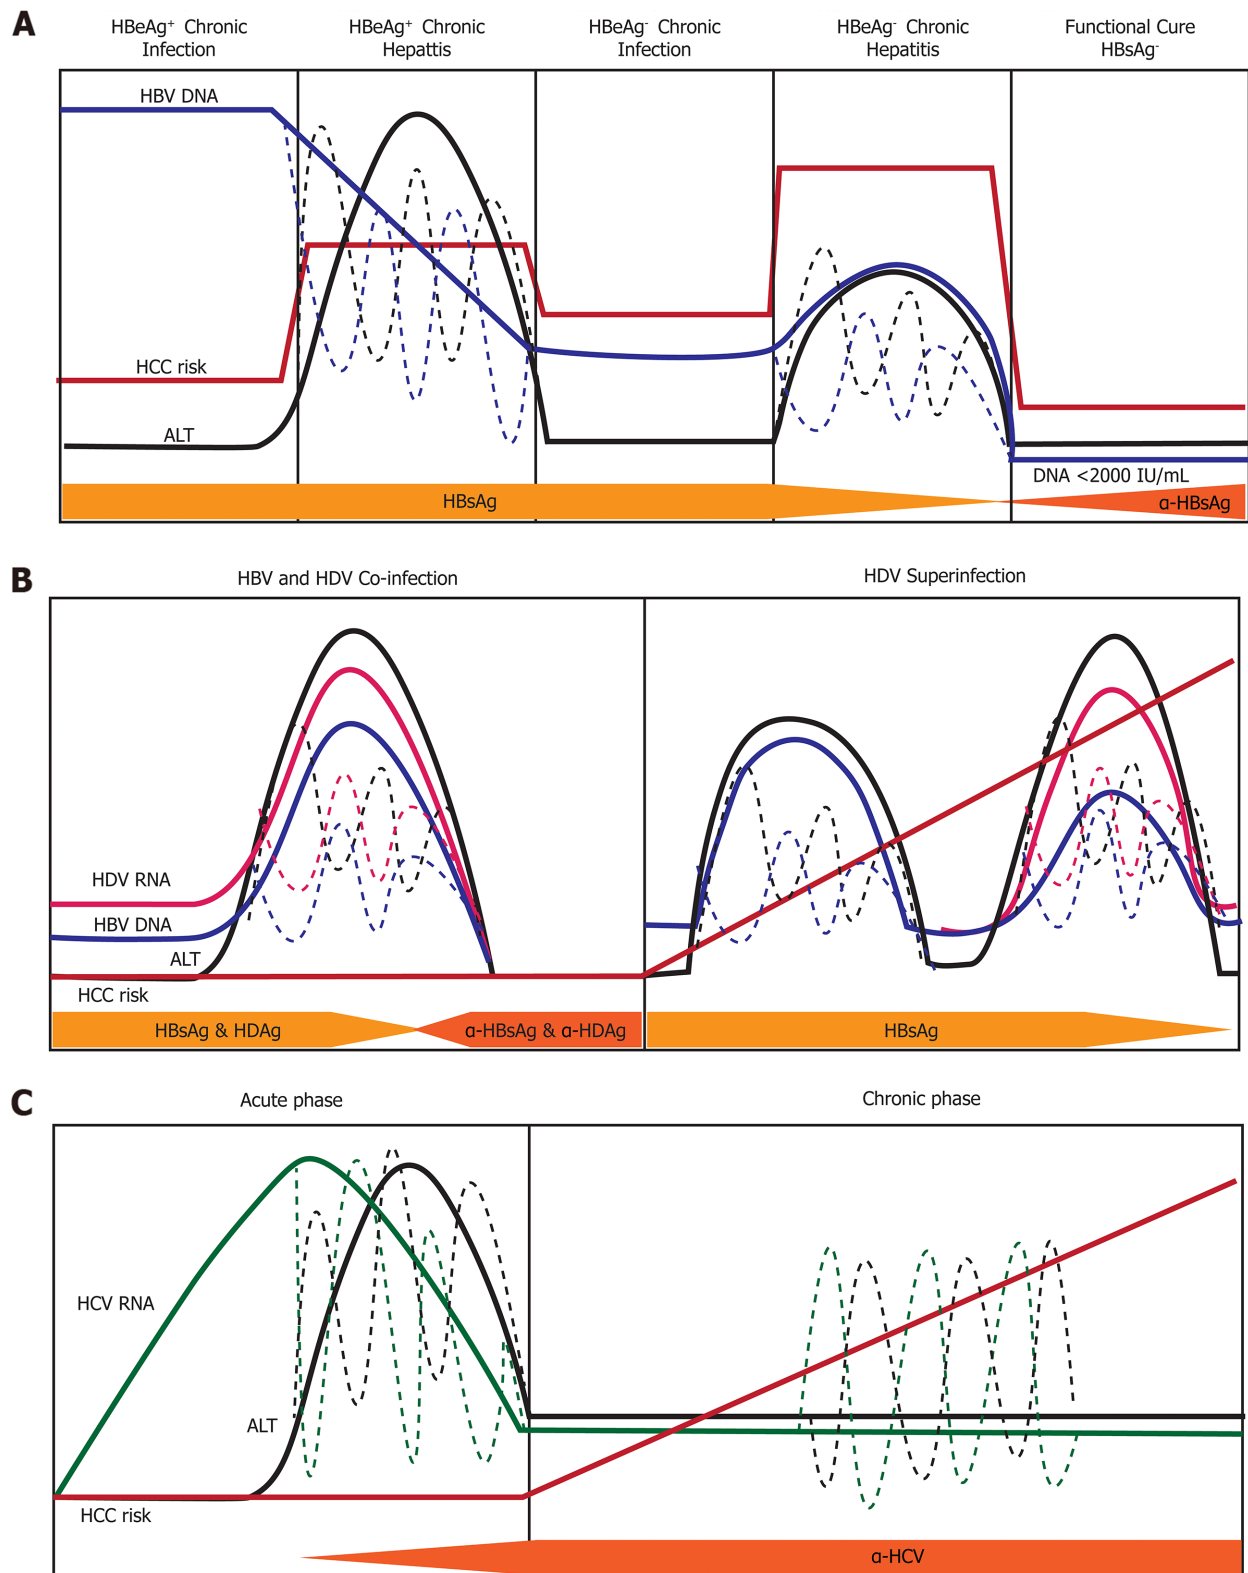 A
HBeAg⁺ Chronic
Infection
HBeAg⁺ Chronic
Hepattis
HBeAg⁻ Chronic
Infection
HBeAg⁻ Chronic
Hepatitis
Functional Cure
HBsAg⁻
HBV DNA
HCC risk
ALT
DNA <2000 IU/mL
HBsAg
α-HBsAg
B
HBV and HDV Co-infection
HDV Superinfection
HDV RNA
HBV DNA
ALT
HCC risk
HBsAg & HDAg
α-HBsAg & α-HDAg
HBsAg
C
Acute phase
Chronic phase
HCV RNA
ALT
HCC risk
α-HCV